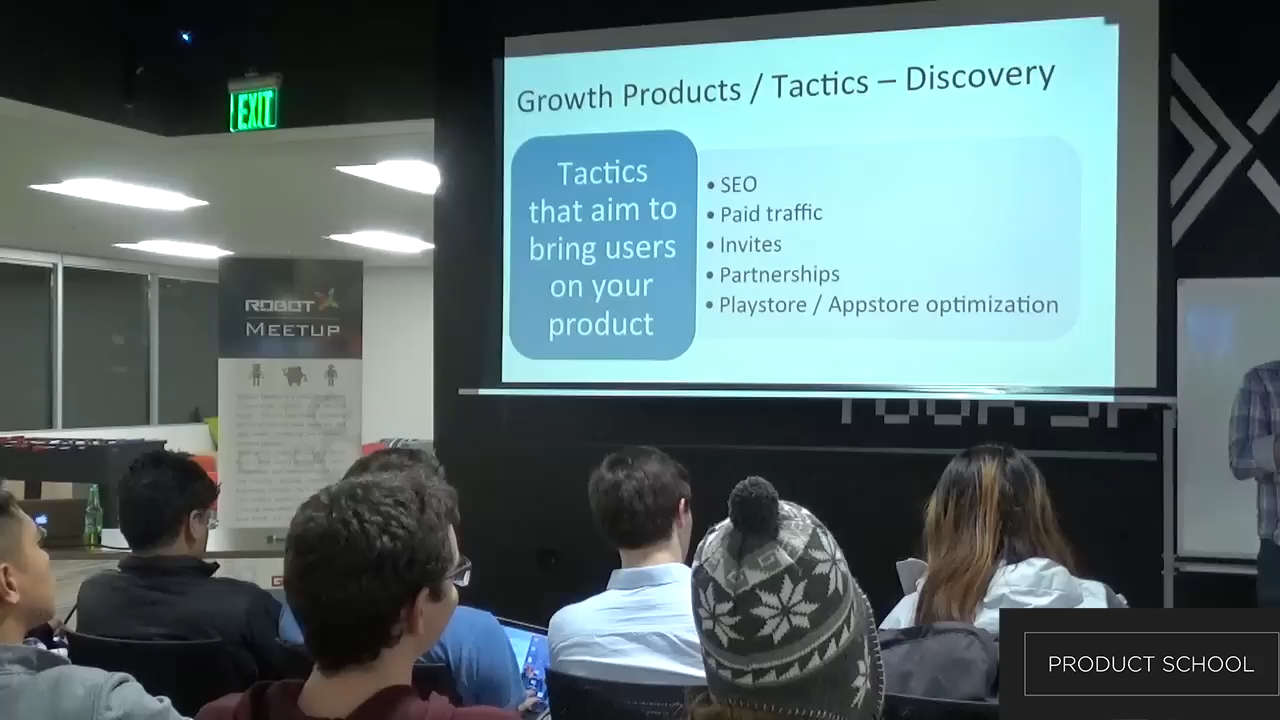 EXIT
Growth Products / Tactics – Discovery
Tactics
that aim to
bring users
on your
product
• SEO
• Paid traffic
• Invites
• Partnerships
• Playstore / Appstore optimization
ROBOT
MEETUP
PRODUCT SCHOOL